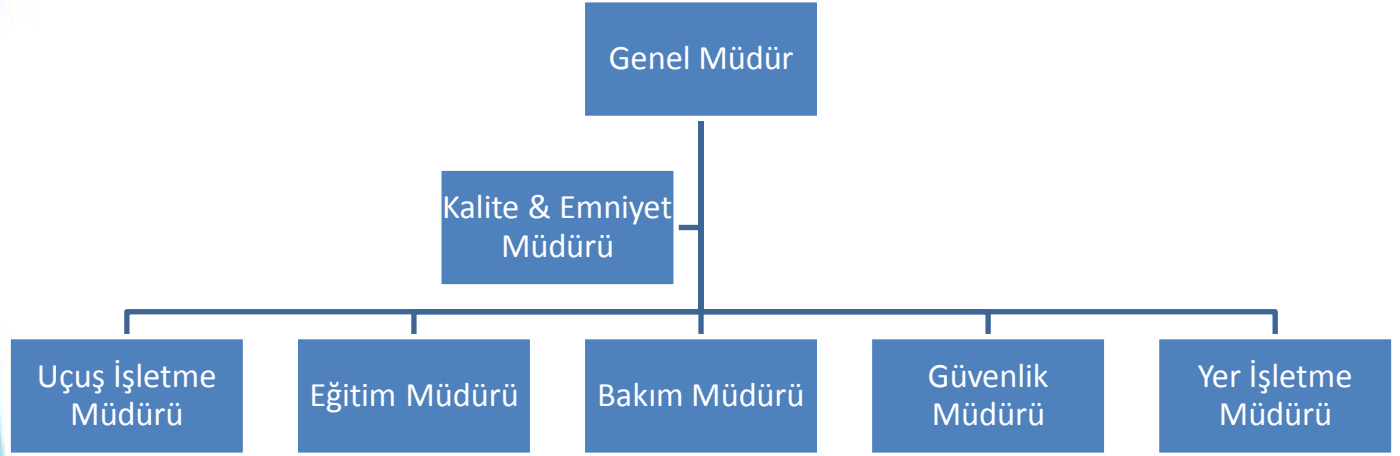 Genel Müdür
Kalite & Emniyet
Müdürü
Uçuş İşletme
Müdürü
Eğitim Müdürü
Bakım Müdürü
Güvenlik
Müdürü
Yer İşletme
Müdürü